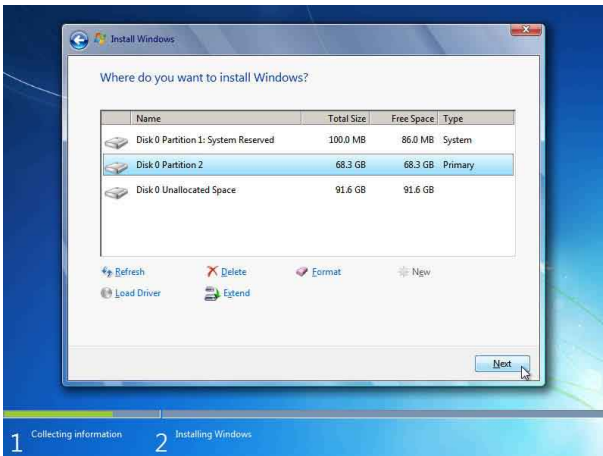 Install Windows
Where do you want to install Windows?
Name Total Size Free Space Type
Disk 0 Partition 1: System Reserved 100.0 MB 86.0 MB System
Disk 0 Partition 2 68.3 GB 68.3 GB Primary
Disk 0 Unallocated Space 91.6 GB 91.6 GB
Refresh Delete Format New
Load Driver Extend
Next
1 Collecting information 2 Installing Windows